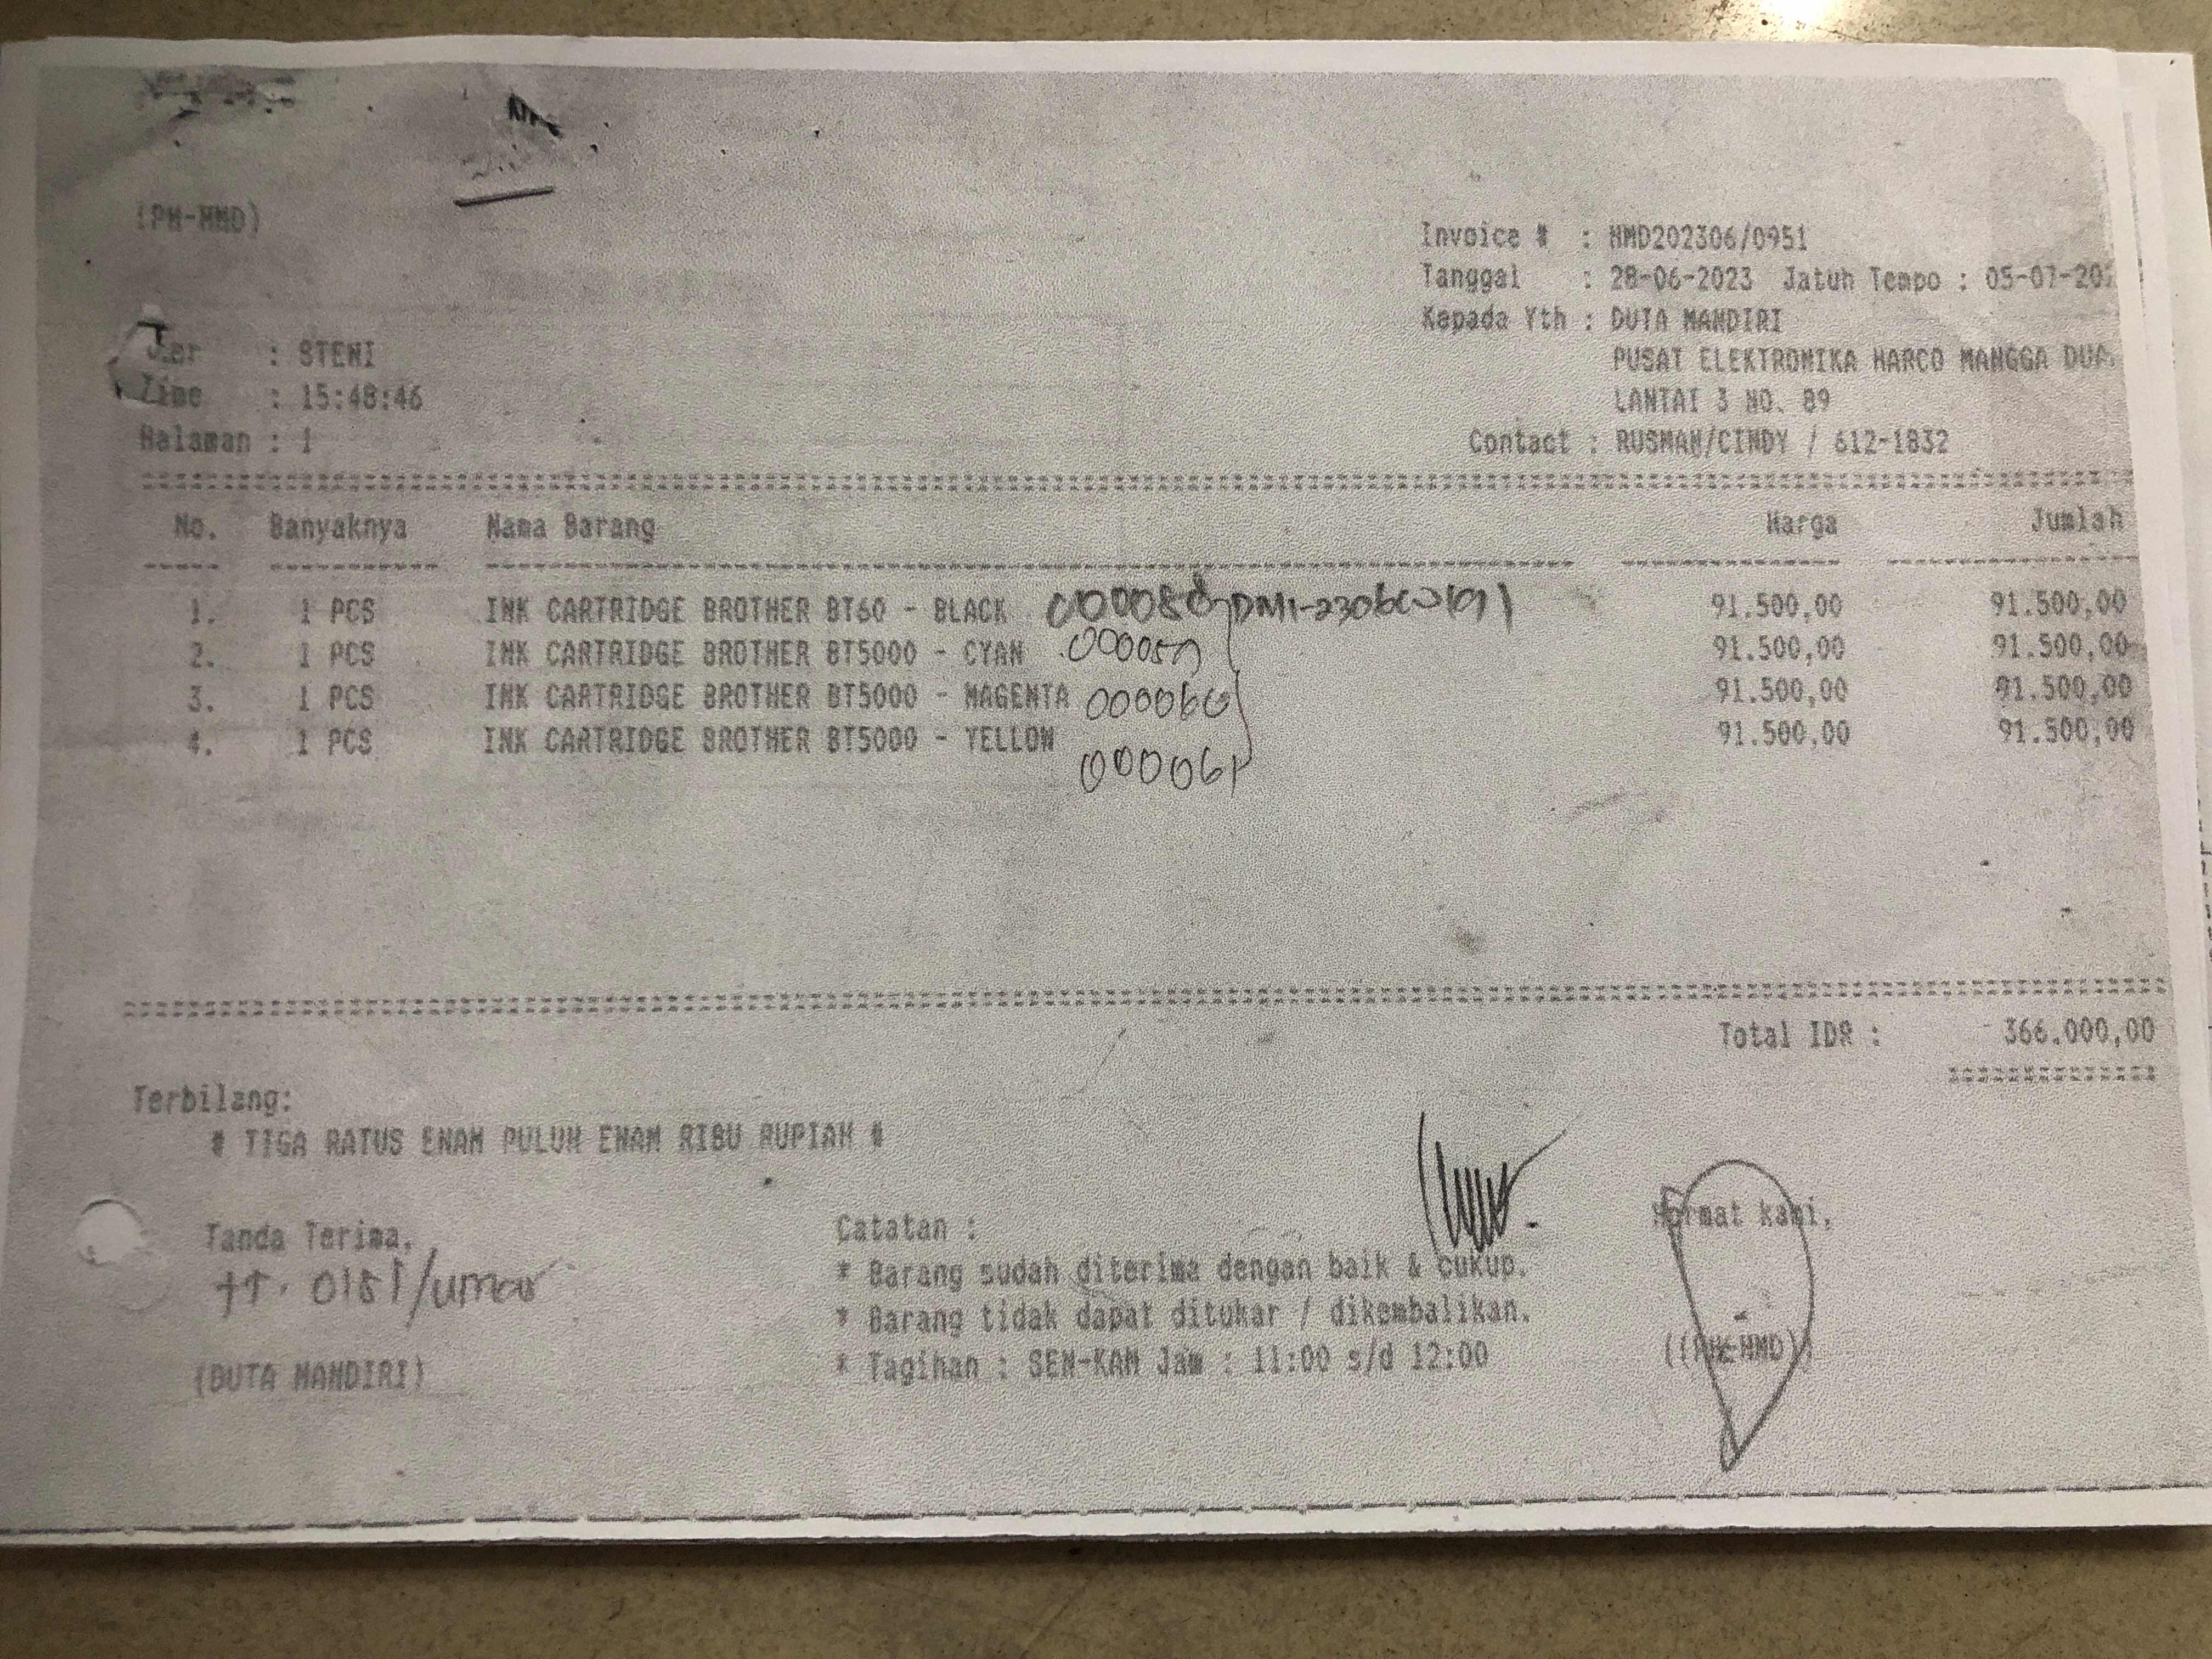 (PM-HMD)
Invoice # : HMD202306/0951
Tanggal : 28-06-2023 Jatuh Tempo : 05-07-202
Kepada Yth : DUTA MANDIRI
PUSAT ELEKTRONIKA HARCO MANGGA DUA,
LANTAI 3 NO. 89
: STENI
Time : 15:48:46
Halaman : 1
Contact : RUSMAN/CINDY / 612-1832
No. Banyaknya Nama Barang Harga Jumlah
1. 1 PCS INK CARTRIDGE BROTHER BT60 - BLACK 91.500,00 91.500,00
2. 1 PCS INK CARTRIDGE BROTHER BT5000 - CYAN 91.500,00 91.500,00
3. 1 PCS INK CARTRIDGE BROTHER BT5000 - MAGENTA 000060 91.500,00 91.500,00
4. 1 PCS INK CARTRIDGE BROTHER BT5000 - YELLOW 91.500,00 91.500,00
000061
Total IDR : 366.000,00
Terbilang:
# TIGA RATUS ENAM PULUH ENAM RIBU RUPIAH #
Tanda Terima, Catatan : Hormat kami,
* Barang sudah diterima dengan baik & cukup.
* Barang tidak dapat ditukar / dikembalikan.
* Tagihan : SEN-KAM Jam : 11:00 s/d 12:00
(DUTA MANDIRI) ((PM-HMD))